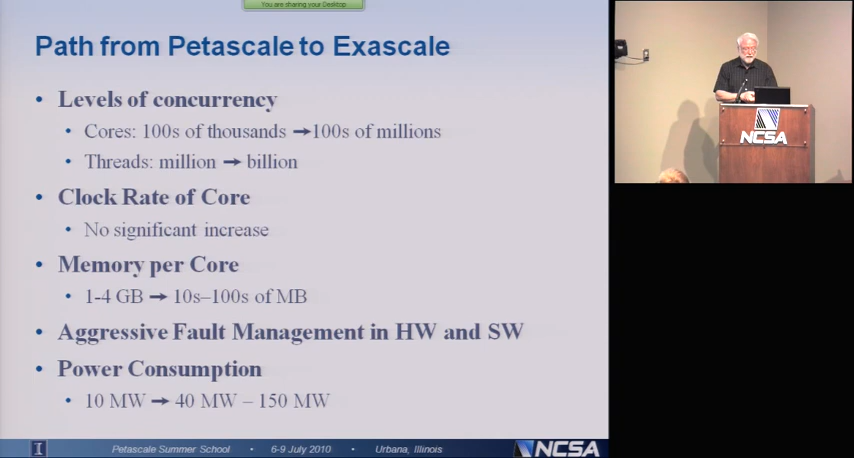 You are sharing your Desktop
Path from Petascale to Exascale
• Levels of concurrency
• Cores: 100s of thousands ➞100s of millions
• Threads: million ➞ billion
• Clock Rate of Core
• No significant increase
• Memory per Core
• 1-4 GB ➞ 10s–100s of MB
• Aggressive Fault Management in HW and SW
• Power Consumption
• 10 MW ➞ 40 MW – 150 MW
I Petascale Summer School • 6-9 July 2010 • Urbana, Illinois NCSA
NCSA